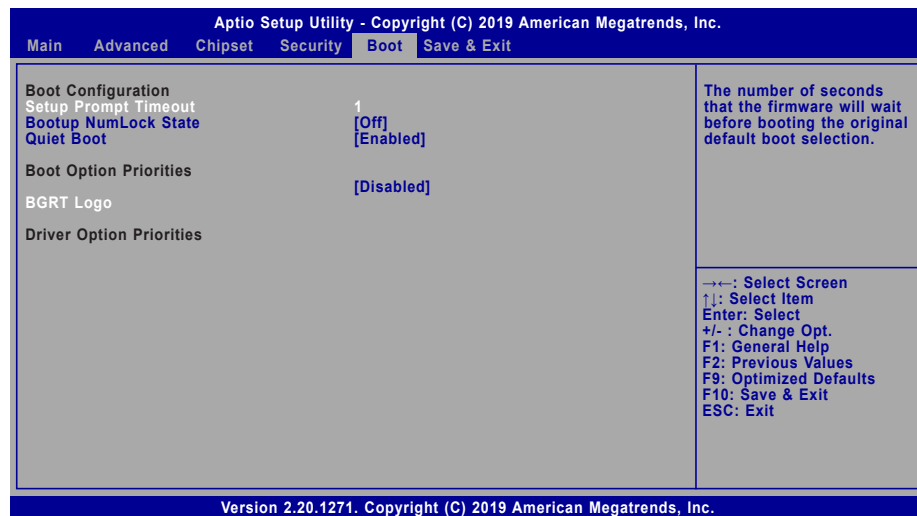 Aptio Setup Utility - Copyright (C) 2019 American Megatrends, Inc.
Main Advanced Chipset Security Boot Save & Exit
Boot Configuration
Setup Prompt Timeout 1
Bootup NumLock State [Off]
Quiet Boot [Enabled]
Boot Option Priorities
[Disabled]
BGRT Logo
Driver Option Priorities
The number of seconds
that the firmware will wait
before booting the original
default boot selection.
→←: Select Screen
↑↓: Select Item
Enter: Select
+/- : Change Opt.
F1: General Help
F2: Previous Values
F9: Optimized Defaults
F10: Save & Exit
ESC: Exit
Version 2.20.1271. Copyright (C) 2019 American Megatrends, Inc.